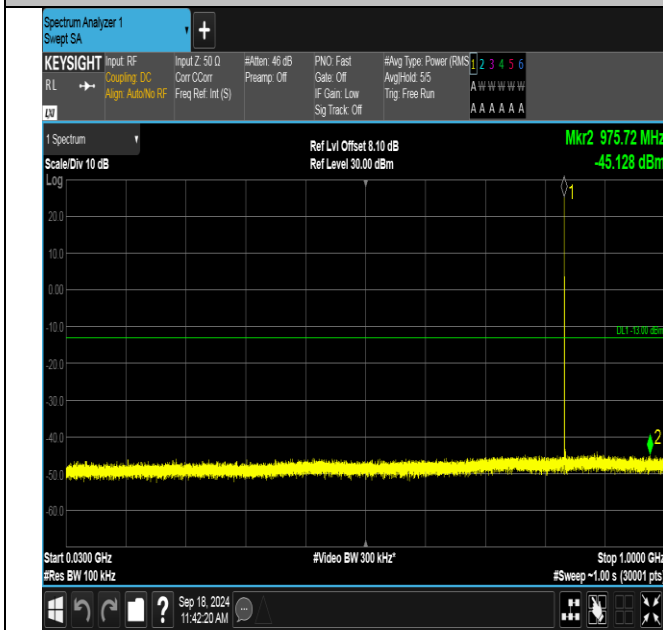 Spectrum Analyzer 1
Swept SA
+
KEYSIGHT
RL
LXI
Input: RF
Coupling: DC
Align: Auto/No RF
Input Z: 50 Ω
Corr CCorr
Freq Ref: Int (S)
#Atten: 46 dB
Preamp: Off
PNO: Fast
Gate: Off
IF Gain: Low
Sig Track: Off
#Avg Type: Power (RMS
Avg|Hold: 5/5
Trig: Free Run
1 2 3 4 5 6
A W W W W W
A A A A A A
1 Spectrum
Scale/Div 10 dB
Log
Ref Lvl Offset 8.10 dB
Ref Level 30.00 dBm
Mkr2 975.72 MHz
-45.128 dBm
1
20.0
10.0
0.00
-10.0
DL1 -13.00 dBm
-30.0
-40.0
2
-50.0
-60.0
Start 0.0300 GHz
#Res BW 100 kHz
#Video BW 300 kHz*
Stop 1.0000 GHz
#Sweep ~1.00 s (30001 pts)
?
Sep 18, 2024
11:42:20 AM